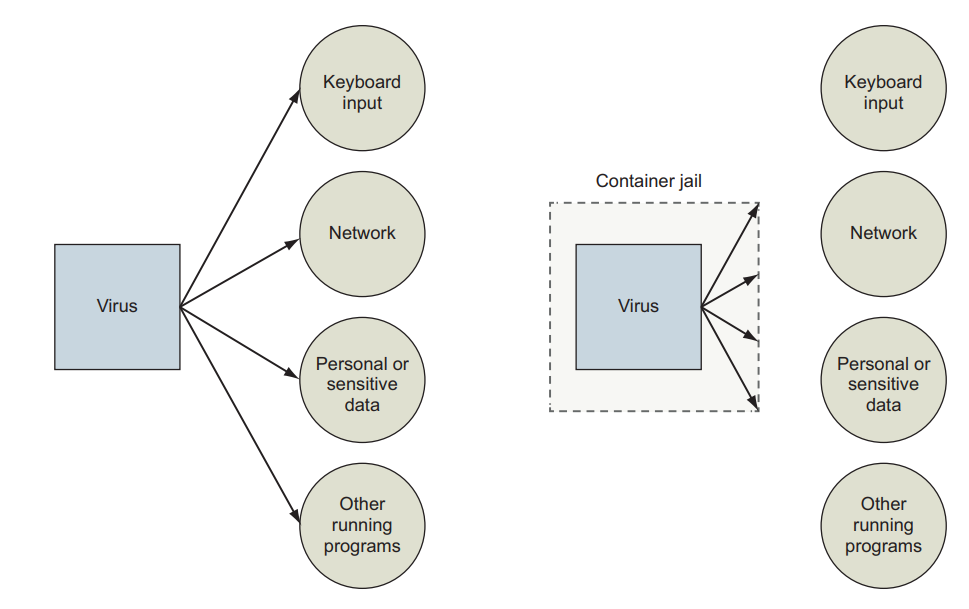 Keyboard
input
Network
Virus
Personal or
sensitive
data
Other
running
programs
Container jail
Virus
Keyboard
input
Network
Personal or
sensitive
data
Other
running
programs